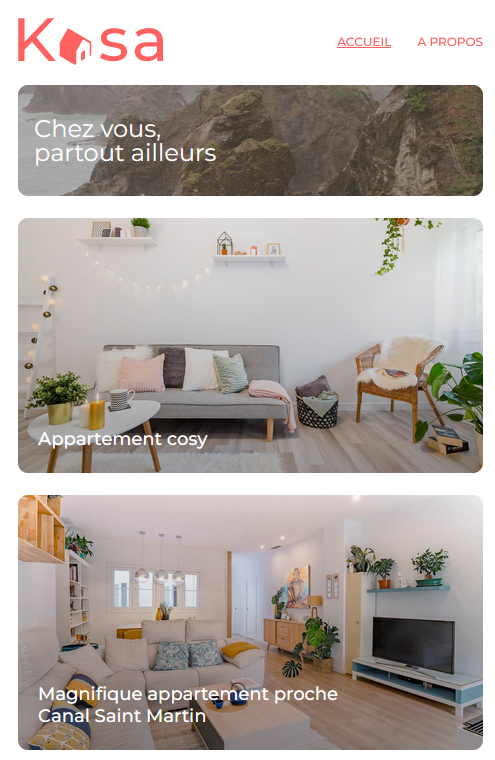 Kasa
ACCUEIL
A PROPOS
Chez vous,
partout ailleurs
Appartement cosy
Magnifique appartement proche
Canal Saint Martin